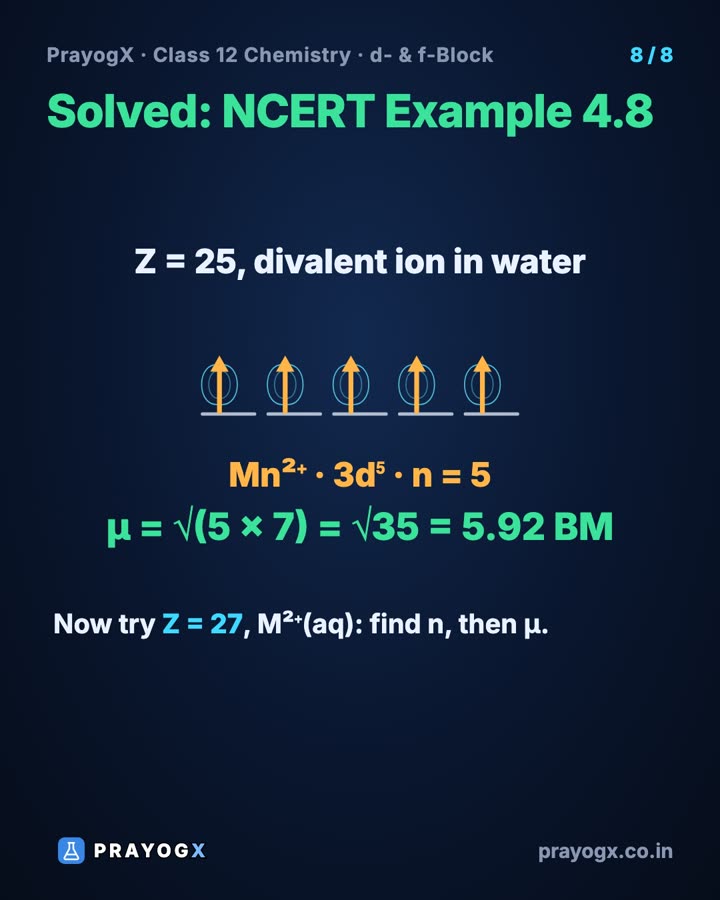 PrayogX · Class 12 Chemistry · d- & f-Block 8 / 8
Solved: NCERT Example 4.8
Z = 25, divalent ion in water
Mn²⁺ · 3d⁵ · n = 5
μ = √(5 × 7) = √35 = 5.92 BM
Now try Z = 27, M²⁺(aq): find n, then μ.
PRAYOGX prayogx.co.in